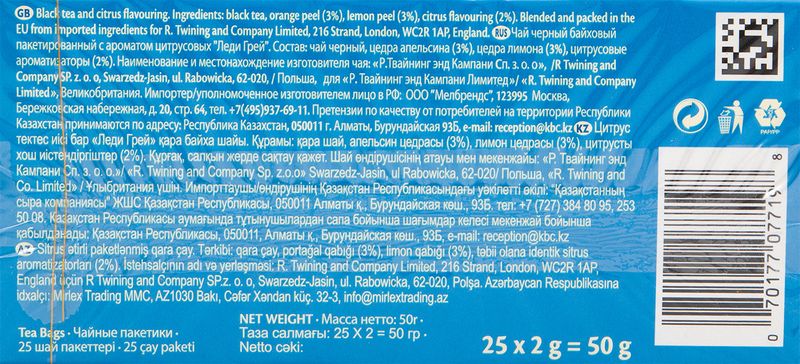 GB Black tea and citrus flavouring. Ingredients: black tea, orange peel (3%), lemon peel (3%), citrus flavouring (2%). Blended and packed in the
EU from imported ingredients for R. Twining and Company Limited, 216 Strand, London, WC2R 1AP, England. RU Чай черный байховый
пакетированный с ароматом цитрусовых "Леди Грей". Состав: чай черный, цедра апельсина (3%), цедра лимона (3%), цитрусовые
ароматизаторы (2%). Наименование и местонахождение изготовителя чая: «Р.Твайнинг энд Кампани Сп. з о.о.», /R Twining and
Company SP. z. o. o, Swarzedz-Jasin, ul. Rabowicka, 62-020, / Польша, для «Р.Твайнинг энд Кампани Лимитед»/ «R. Twining and Company
Limited», Великобритания. Импортер/уполномоченное изготовителем лицо в РФ: ООО "Мелбрендс", 123995 Москва,
Бережковская набережная, д. 20, стр. 64, тел. +7(495)937-69-11. Претензии по качеству от потребителей на территории Республики
Казахстан принимаются по адресу: Республика Казахстан, 050011 г. Алматы, Бурундайская 93Б, e-mail: reception@kbc.kz KZ Цитрус
тектес иісі бар «Леди Грей» қара байха шайы. Құрамы: қара шай, апельсин цедрасы (3%), лимон цедрасы (3%), цитрусты
хош иістендіргіштер (2%). Құрғақ, салқын жерде сақтау қажет. Шай өндірушінің атауы мен мекенжайы: «Р. Твайнинг энд
Кампани Сп. з о.о.»/ «R. Twining and Company SP. z.o.o» Swarzedz-Jasin, ul Rabowicka, 62-020/ Польша, «R. Twining and
Co. Limited» / Ұлыбритания үшін. Импорттаушы/өндірушінің Қазақстан Республикасындағы уәкілетті өкілі: "Қазақстанның
сыра компаниясы" ЖШС Қазақстан Республикасы, 050011 Алматы қ., Бурундайская көш., 93Б, тел: +7 (727) 384 80 95, 253
50 08. Қазақстан Республикасы аумағында тұтынушылардан сапа бойынша шағымдар келесі мекенжай бойынша
қабылданады: Қазақстан Республикасы, 050011 Алматы қ., Бурундайская көш., 93Б, e-mail: reception@kbc.kz
AZ Sitrus ətirli paketlənmiş qara çay. Tərkibi: qara çay, portağal qabığı (3%), limon qabığı (3%), təbii olana identik sitrus
aromatizatorları (2%). İstehsalçının adı və yerləşməsi: R. Twining and Company Limited, 216 Strand, London, WC2R 1AP,
England üçün R Twining and Company SP.z. o. o, Swarzedz-Jasin, ul. Rabowicka, 62-020, Polşa. Azərbaycan Respublikasına
idxalçı: Mirlex Trading MMC, AZ1030 Bakı, Cəfər Xəndan küç. 32-3, info@mirlextrading.az
Tea Bags • Чайные пакетики •
25 шай пакеттері • 25 çay paketi
NET WEIGHT • Масса нето: 50г •
Таза салмағы: 25 X 2 = 50 гр •
Netto çəki:
25 x 2 g = 50 g
PAP/PP
0 70177 07719 8